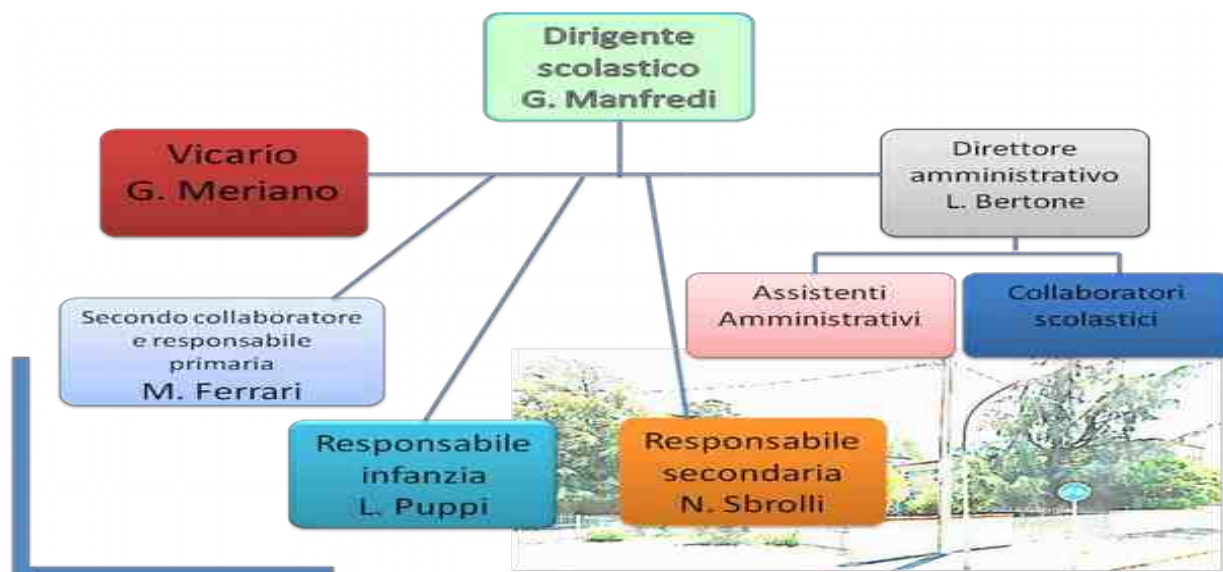 Dirigente
scolastico
G. Manfredi
Vicario
G. Meriano
Direttore
amministrativo
L. Bertone
Assistenti
Amministrativi
Collaboratori
scolastici
Secondo collaboratore
e responsabile
primaria
M. Ferrari
Responsabile
infanzia
L. Puppi
Responsabile
secondaria
N. Sbrolli